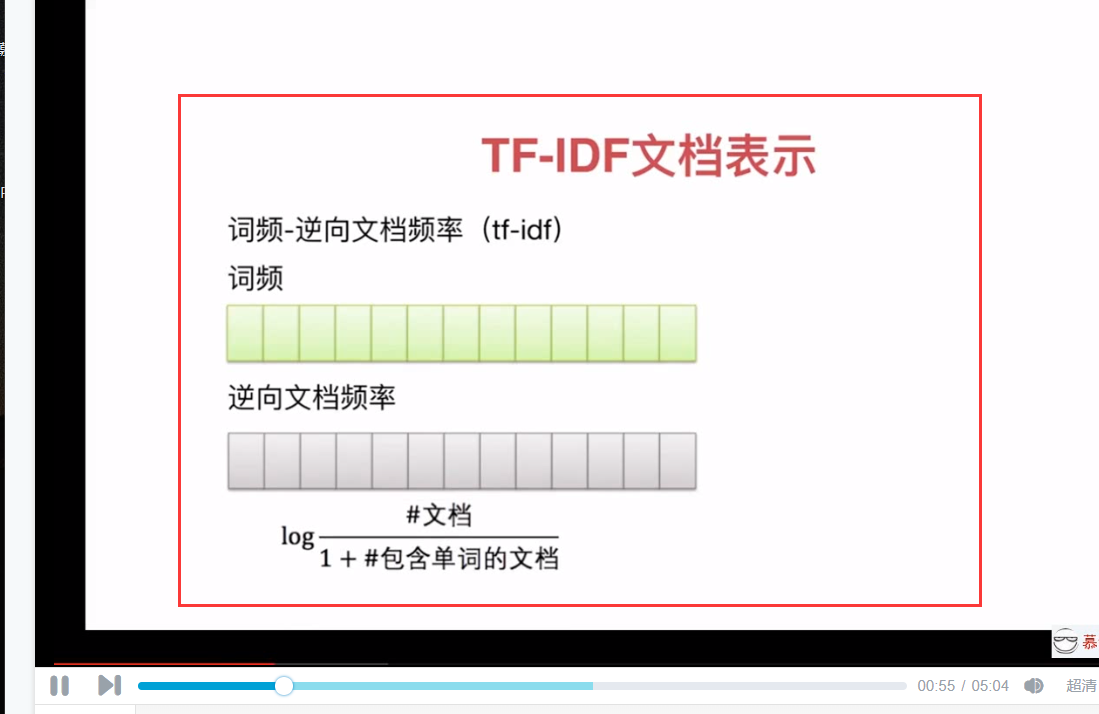 TF-IDF文档表示
词频-逆向文档频率（tf-idf）
词频
逆向文档频率
log #文档
1 + #包含单词的文档
慕
00:55 / 05:04 超清